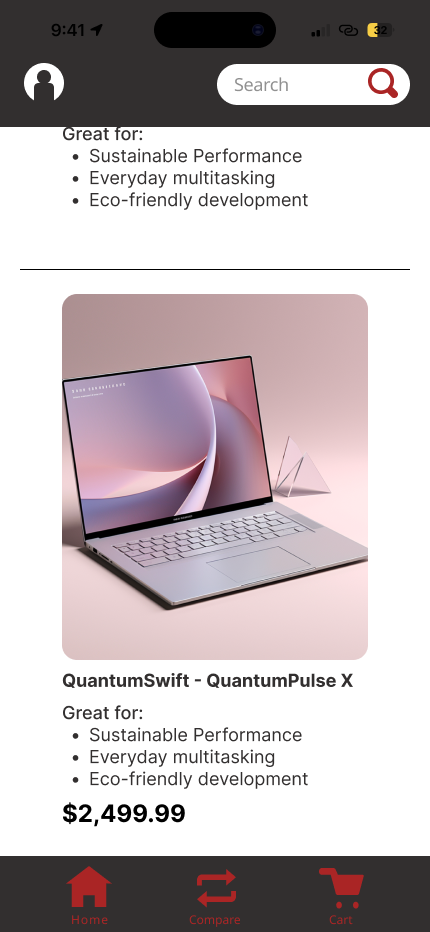 9:41
32
Search
Great for:
• Sustainable Performance
• Everyday multitasking
• Eco-friendly development
QuantumSwift - QuantumPulse X
Great for:
• Sustainable Performance
• Everyday multitasking
• Eco-friendly development
$2,499.99
Home Compare Cart